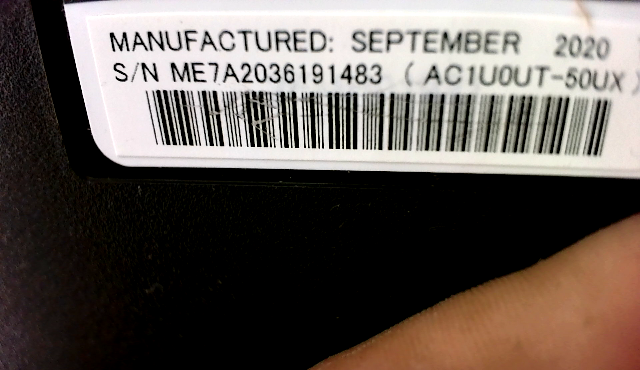 MANUFACTURED: SEPTEMBER 2020
S/N ME7A2036191483 ( AC1U0UT-50UX )